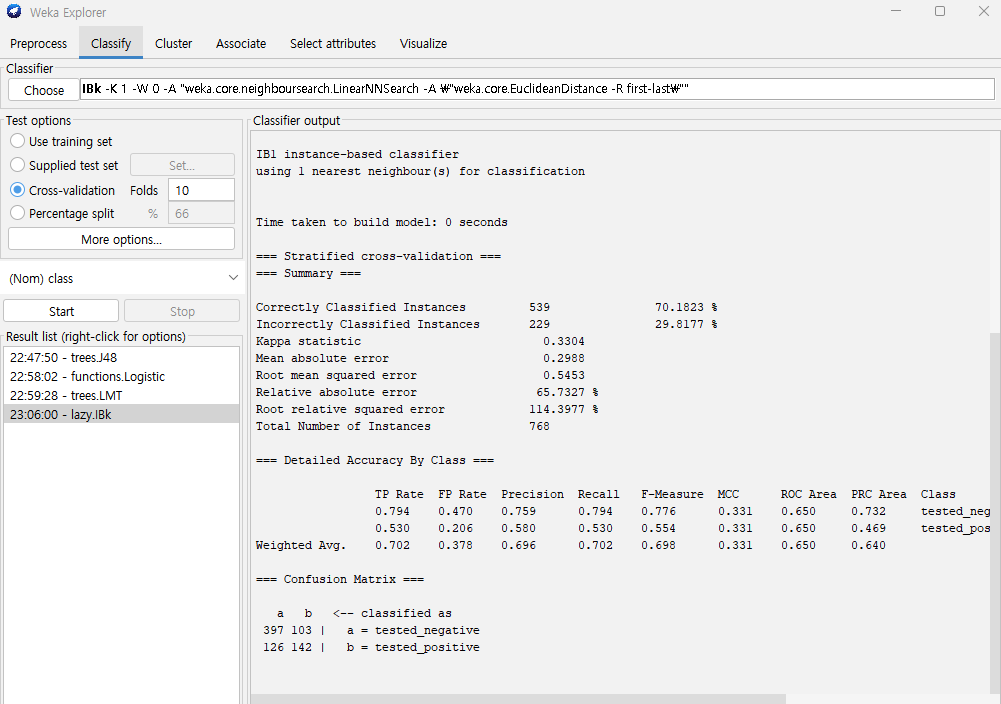 Weka Explorer
Preprocess Classify Cluster Associate Select attributes Visualize
Classifier
Choose IBk -K 1 -W 0 -A "weka.core.neighboursearch.LinearNNSearch -A ₩"weka.core.EuclideanDistance -R first-last₩""
Test options
Use training set
Supplied test set Set...
Cross-validation Folds 10
Percentage split % 66
More options...
(Nom) class
Start Stop
Result list (right-click for options)
22:47:50 - trees.J48
22:58:02 - functions.Logistic
22:59:28 - trees.LMT
23:06:00 - lazy.IBk
Classifier output
IB1 instance-based classifier
using 1 nearest neighbour(s) for classification
Time taken to build model: 0 seconds
=== Stratified cross-validation ===
=== Summary ===
Correctly Classified Instances 539 70.1823 %
Incorrectly Classified Instances 229 29.8177 %
Kappa statistic 0.3304
Mean absolute error 0.2988
Root mean squared error 0.5453
Relative absolute error 65.7327 %
Root relative squared error 114.3977 %
Total Number of Instances 768
=== Detailed Accuracy By Class ===
TP Rate FP Rate Precision Recall F-Measure MCC ROC Area PRC Area Class
0.794 0.470 0.759 0.794 0.776 0.331 0.650 0.732 tested_neg
0.530 0.206 0.580 0.530 0.554 0.331 0.650 0.469 tested_pos
Weighted Avg. 0.702 0.378 0.696 0.702 0.698 0.331 0.650 0.640
=== Confusion Matrix ===
a b <-- classified as
397 103 | a = tested_negative
126 142 | b = tested_positive